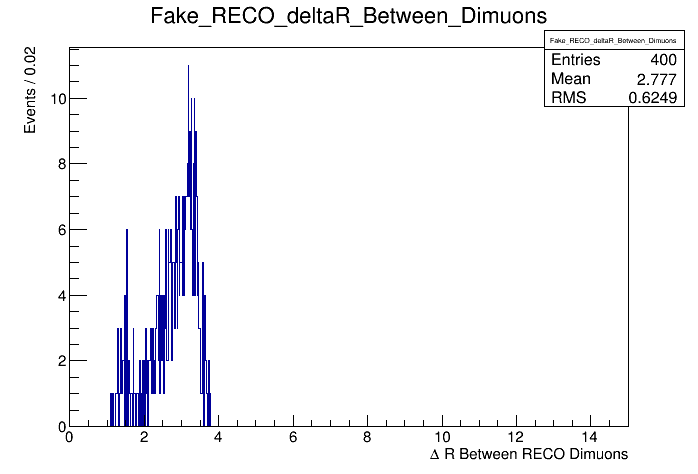 Fake_RECO_deltaR_Between_Dimuons
Fake_RECO_deltaR_Between_Dimuons
Entries 400
Mean 2.777
RMS 0.6249
Events / 0.02
10
8
6
4
2
0
0 2 4 6 8 10 12 14
Δ R Between RECO Dimuons